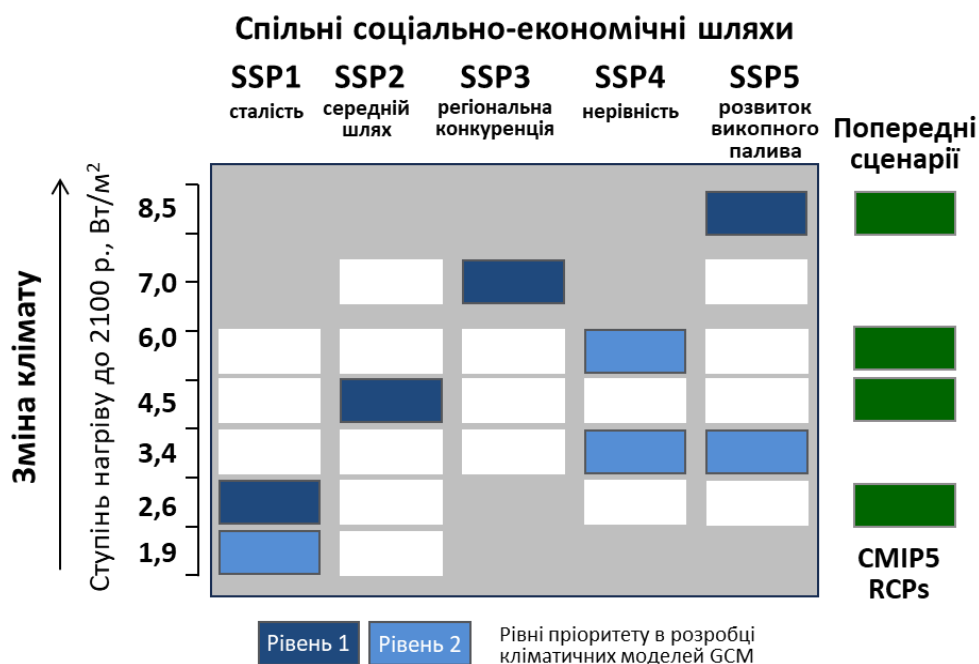 Спільні соціально-економічні шляхи
SSP1
сталість
SSP2
середній
шлях
SSP3
регіональна
конкуренція
SSP4
нерівність
SSP5
розвиток
викопного
палива
Попередні
сценарії
Зміна клімату
Ступінь нагріву до 2100 р., Вт/м²
8,5
7,0
6,0
4,5
3,4
2,6
1,9
CMIP5
RCPs
Рівень 1
Рівень 2
Рівні пріоритету в розробці
кліматичних моделей GCM